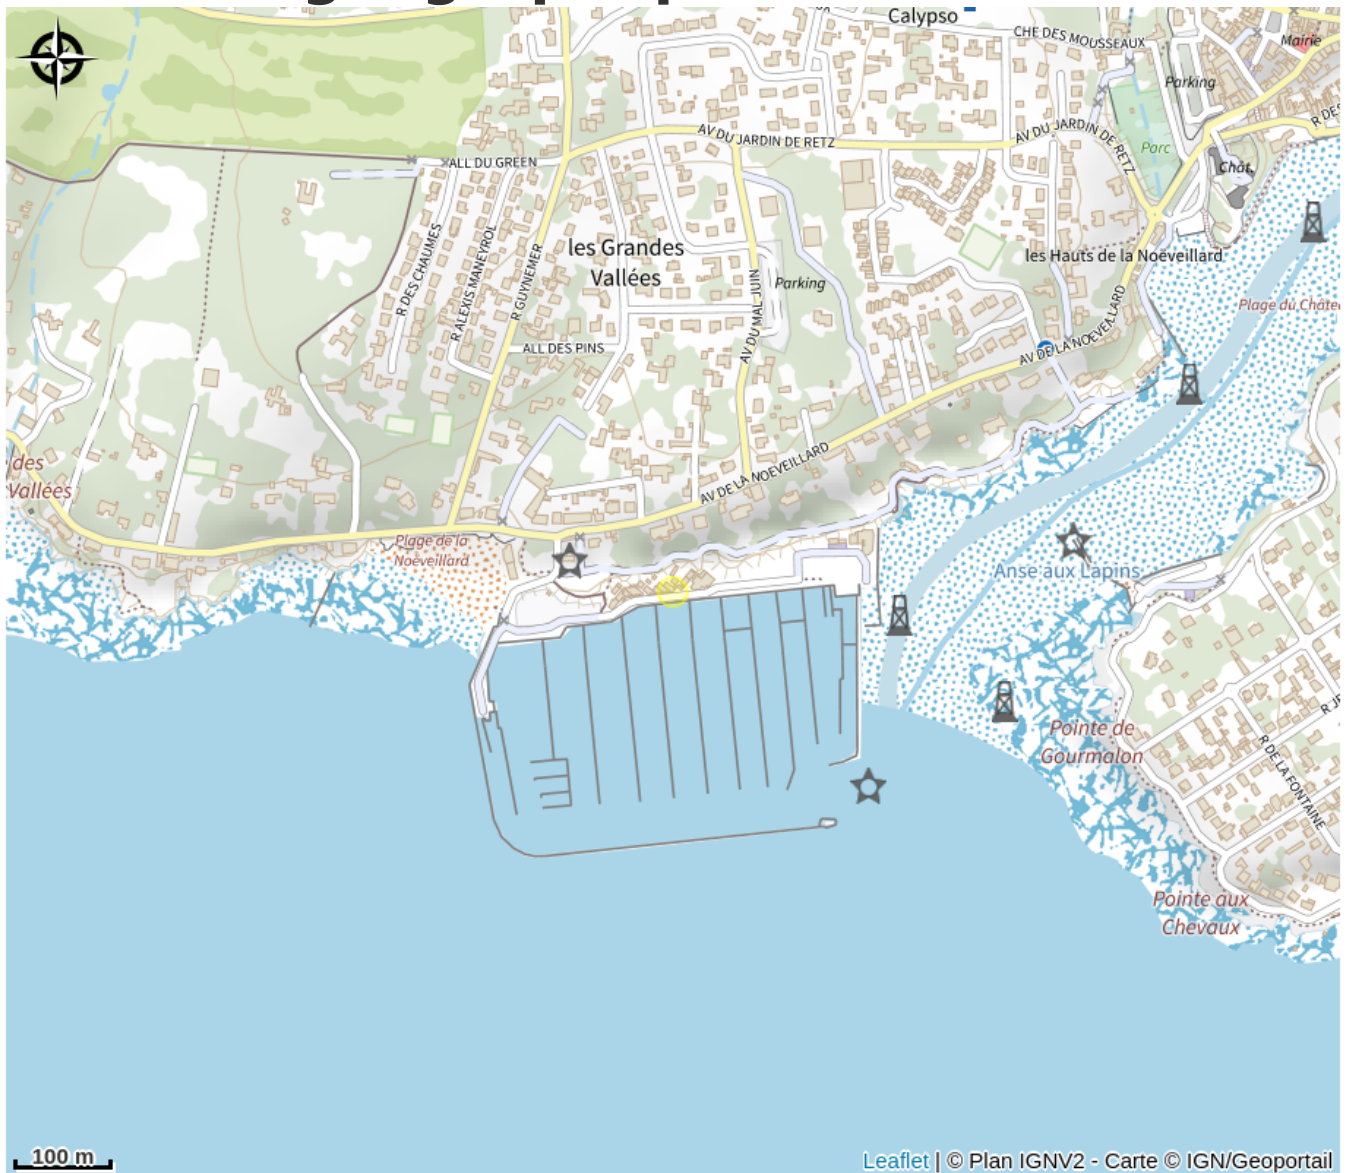 Calypso
CHE DES MOUSSEAUX
Mairie
Parking
R DES
AV DU JARDIN DE RETZ
AV DU JARDIN DE RETZ
Parc
Chât.
ALL DU GREEN
R DES CHAUMES
R ALEXIS MANEYROL
R GUYNEMER
les Grandes
Vallées
les Hauts de la Noëveillard
Parking
AV DU MAL JUIN
Plage du Châte
ALL DES PINS
AV DE LA NOEVEILLARD
AV DE LA NOEVEILLARD
des
Vallées
Plage de la
Noëveillard
Anse aux Lapins
Pointe de
Gourmalon
R DE LA FONTAINE
Pointe aux
Chevaux
100 m
Leaflet | © Plan IGNV2 - Carte © IGN/Geoportail